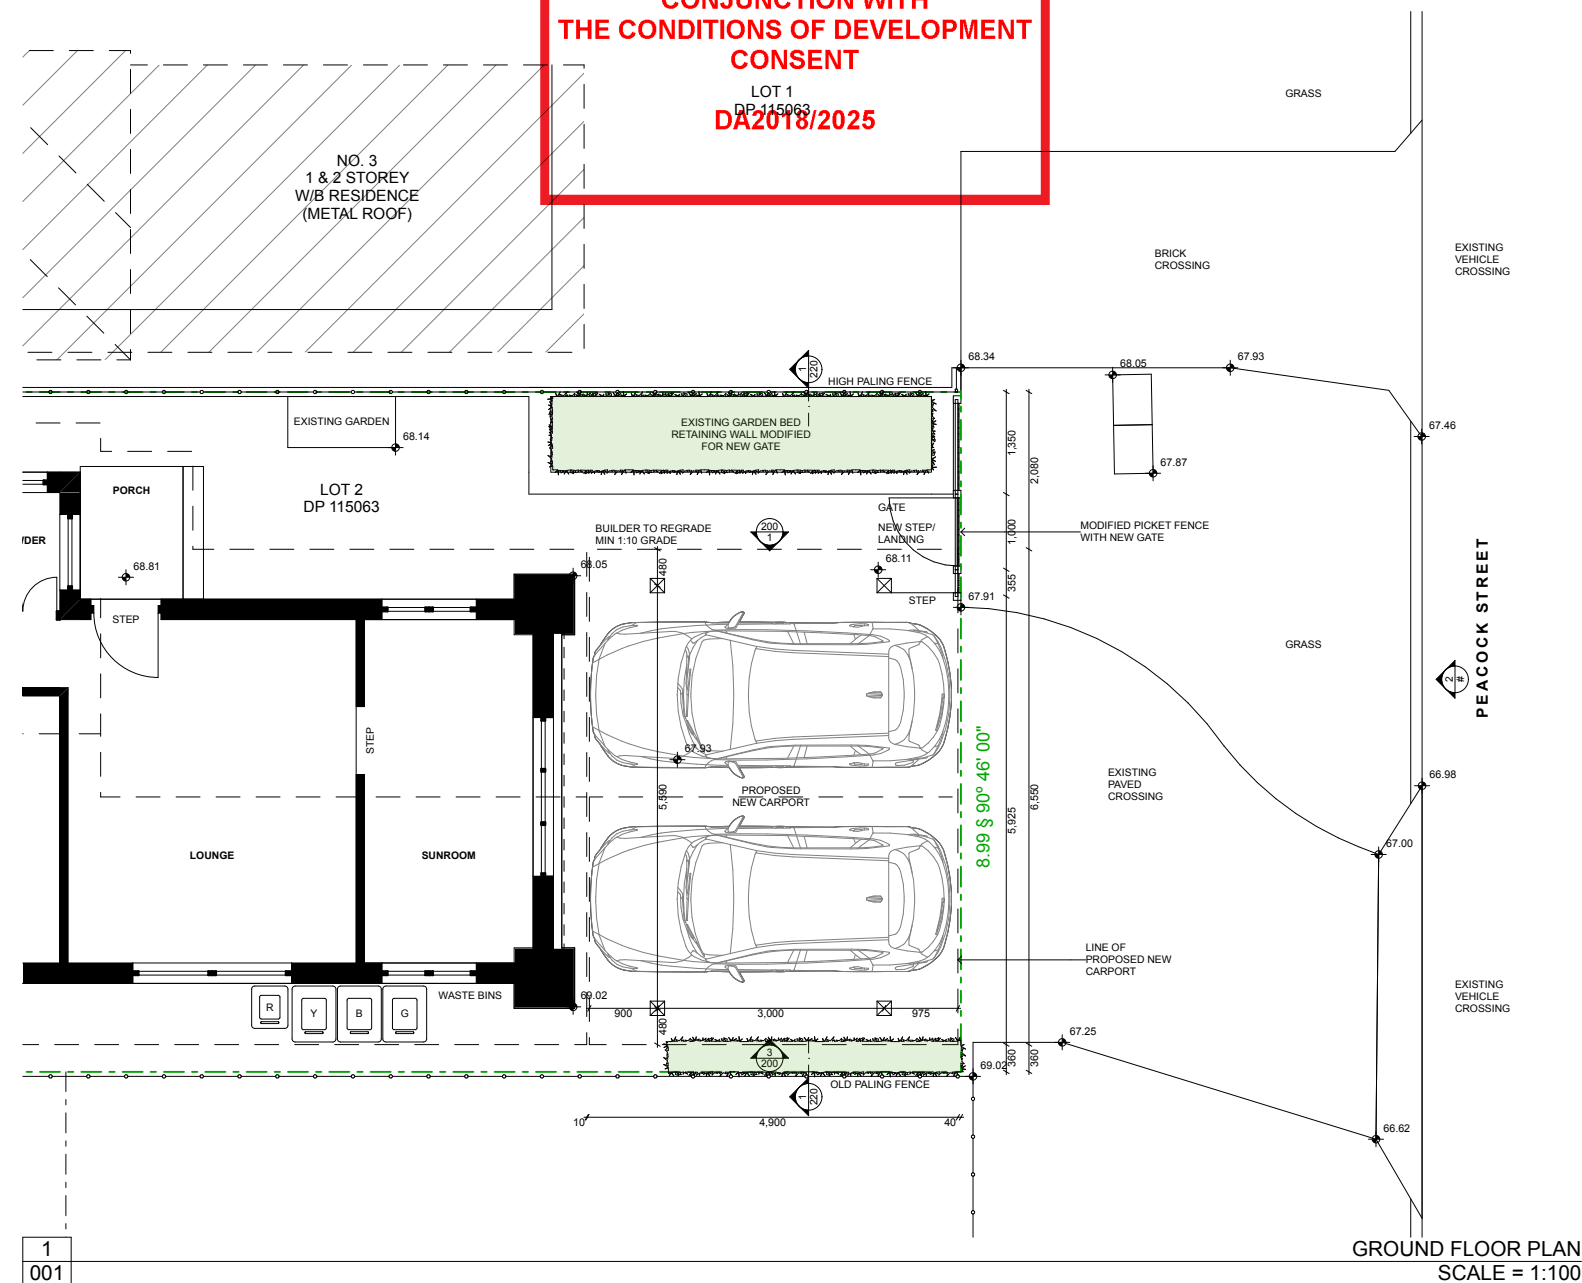 CONJUNCTION WITH
THE CONDITIONS OF DEVELOPMENT
CONSENT
LOT 1
DP 115063
DA2018/2025
GRASS
NO. 3
1 & 2 STOREY
W/B RESIDENCE
(METAL ROOF)
BRICK
CROSSING
EXISTING
VEHICLE
CROSSING
1
220
HIGH PALING FENCE
68.34
68.05
67.93
67.46
EXISTING GARDEN
68.14
EXISTING GARDEN BED
RETAINING WALL MODIFIED
FOR NEW GATE
1,350
2,080
67.87
PORCH
LOT 2
DP 115063
GATE
NEW STEP/
LANDING
BUILDER TO REGRADE
MIN 1:10 GRADE
200
1
1,000
MODIFIED PICKET FENCE
WITH NEW GATE
68.81
68.05
480
68.11
355
STEP
67.91
STEP
GRASS
2
#
PEACOCK STREET
STEP
67.93
PROPOSED
NEW CARPORT
5,590
8.99 § 90° 46' 00"
5,925
6,550
EXISTING
PAVED
CROSSING
66.98
67.00
LOUNGE
SUNROOM
LINE OF
PROPOSED NEW
CARPORT
WASTE BINS
R
Y
B
G
69.02
900
3,000
975
480
EXISTING
VEHICLE
CROSSING
67.25
3
200
69.02
360
360
OLD PALING FENCE
1
220
10
4,900
40
66.62
1
001
GROUND FLOOR PLAN
SCALE = 1:100